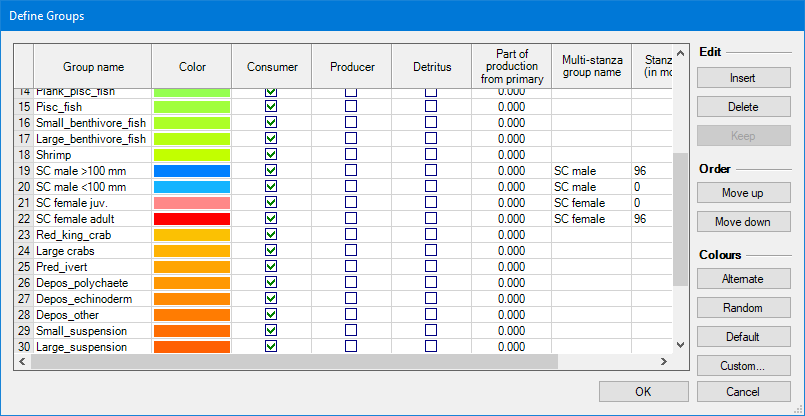 Define Groups
Group name Color Consumer Producer Detritus Part of production from primary Multi-stanza group name Stanz (in mo
14 Plank_pisc_fish 0.000
15 Pisc_fish 0.000
16 Small_benthivore_fish 0.000
17 Large_benthivore_fish 0.000
18 Shrimp 0.000
19 SC male >100 mm 0.000 SC male 96
20 SC male <100 mm 0.000 SC male 0
21 SC female juv. 0.000 SC female 0
22 SC female adult 0.000 SC female 96
23 Red_king_crab 0.000
24 Large crabs 0.000
25 Pred_ivert 0.000
26 Depos_polychaete 0.000
27 Depos_echinoderm 0.000
28 Depos_other 0.000
29 Small_suspension 0.000
30 Large_suspension 0.000
Edit
Insert
Delete
Keep
Order
Move up
Move down
Colours
Alternate
Random
Default
Custom...
OK
Cancel